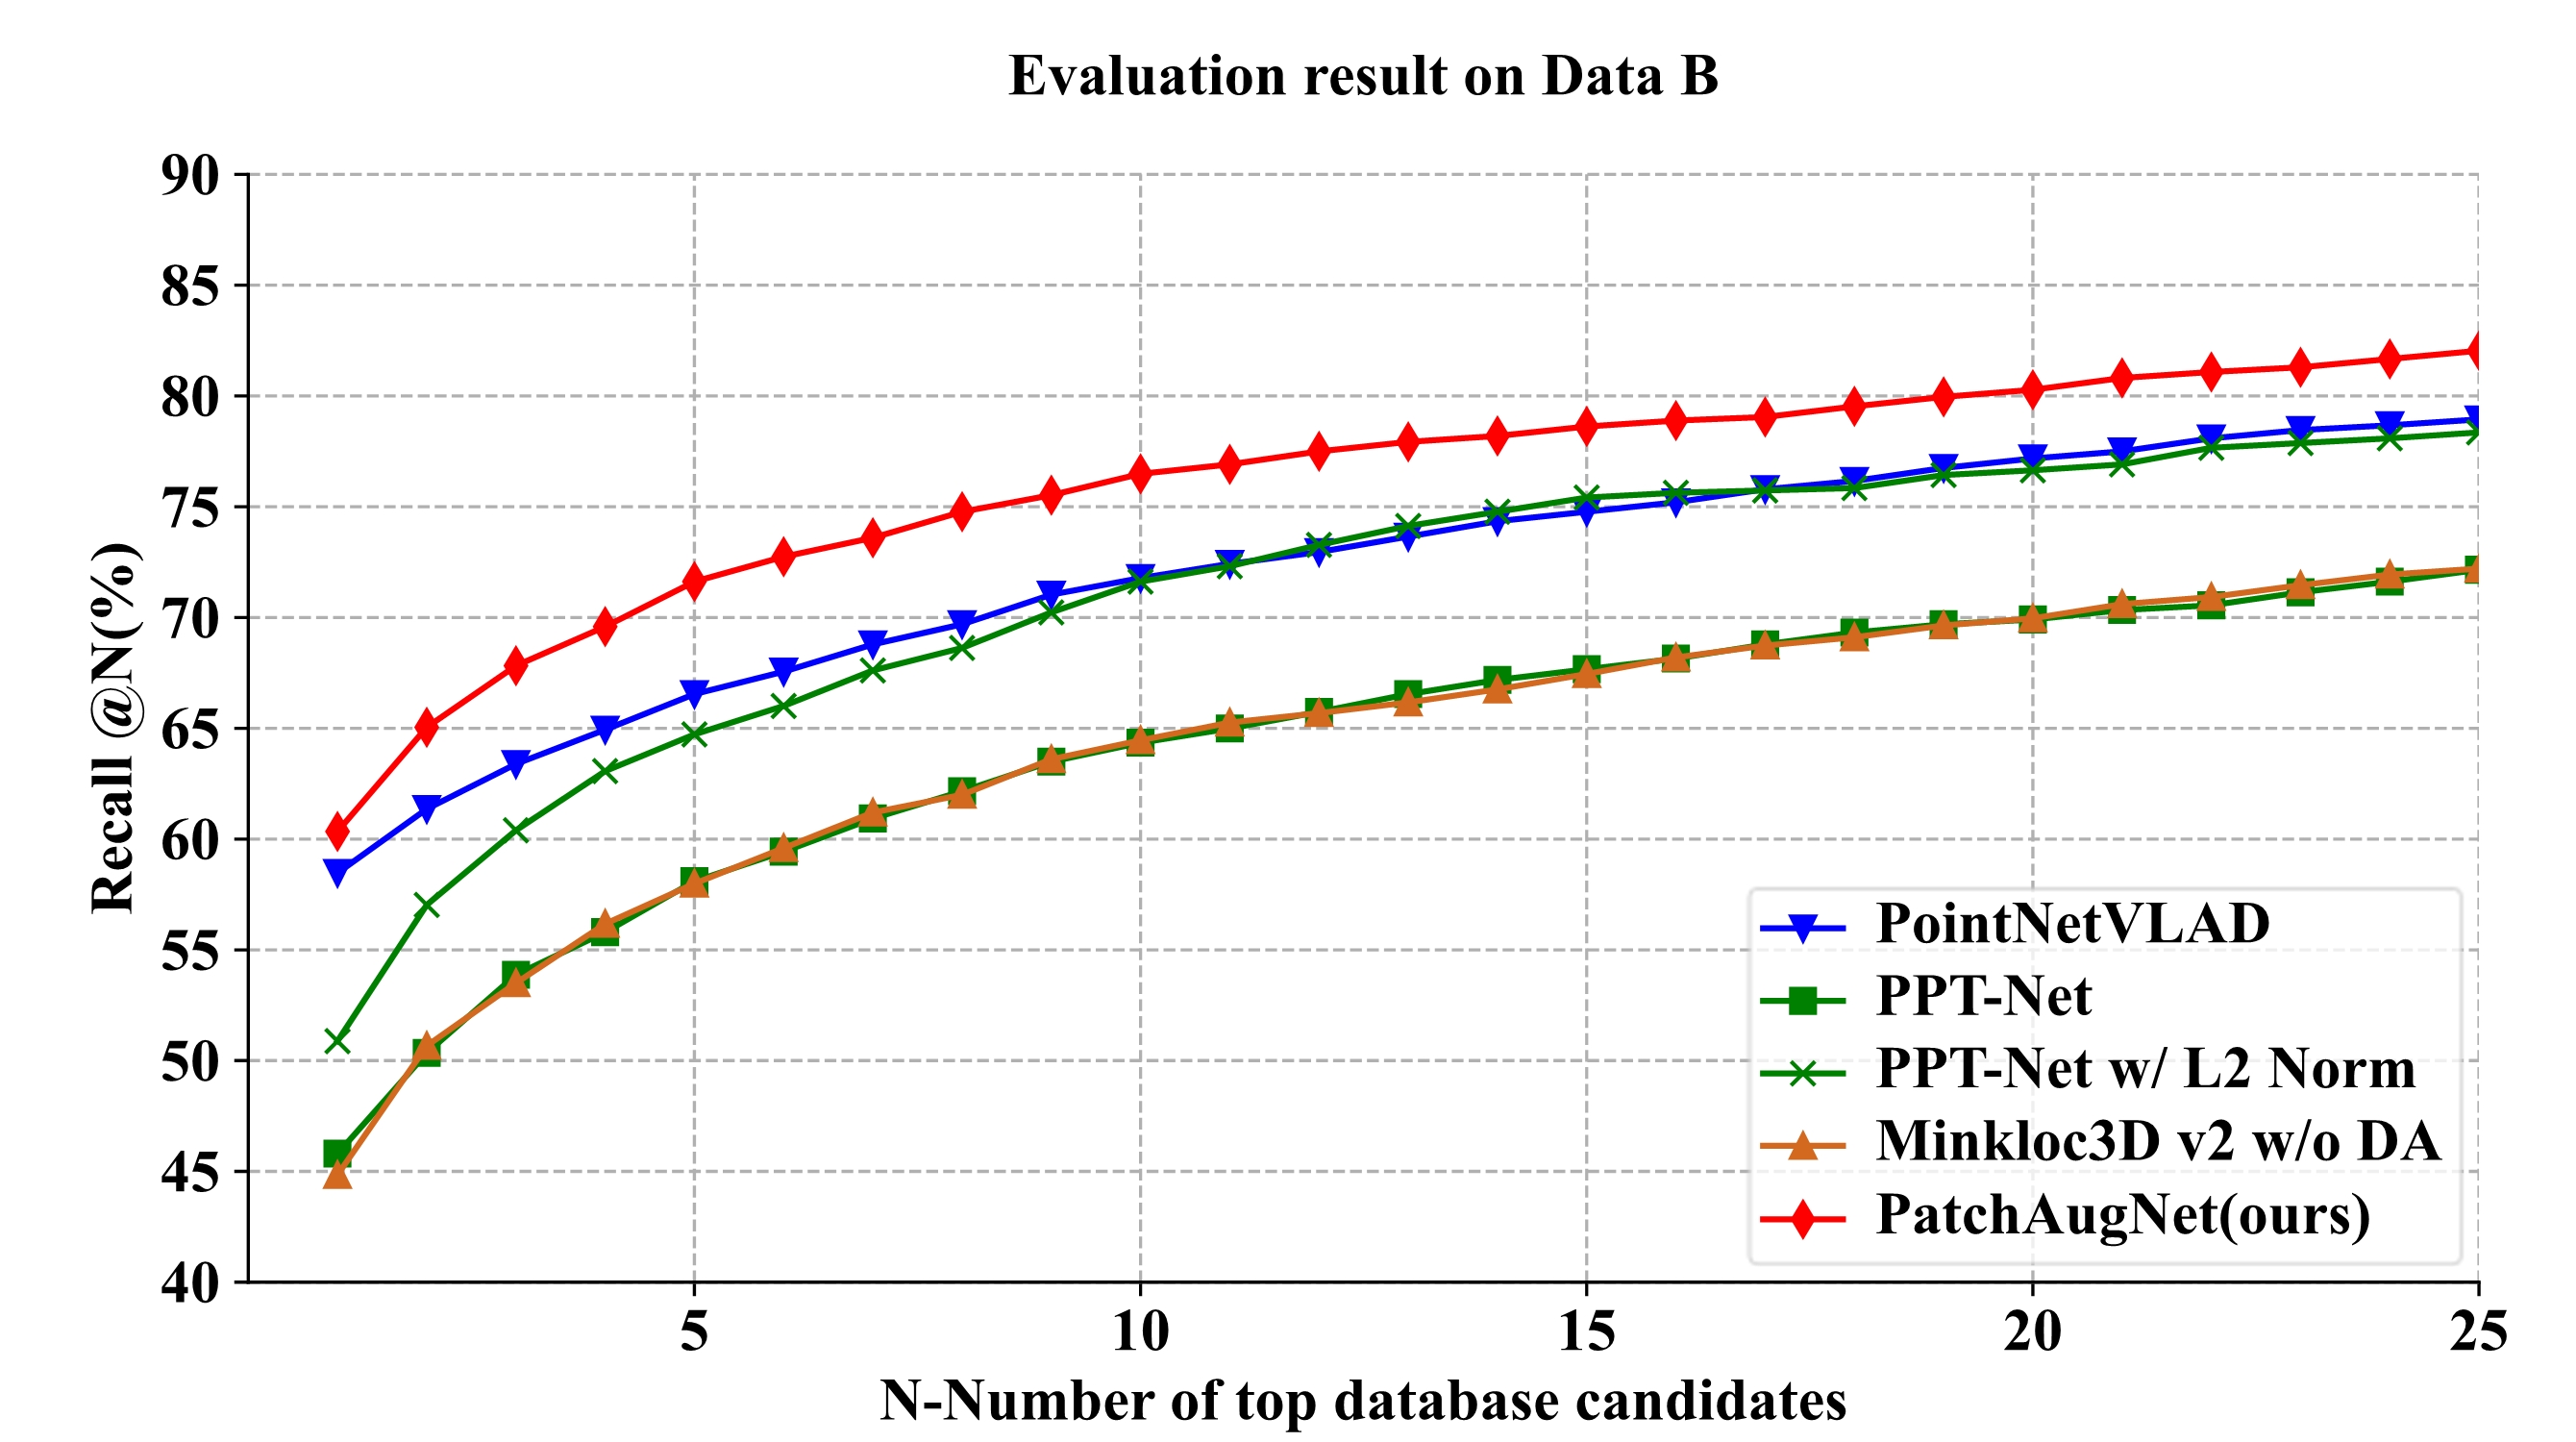 Evaluation result on Data B
90
85
80
75
70
65
60
55
50
45
40
Recall @N(%)
5 10 15 20 25
N-Number of top database candidates
PointNetVLAD
PPT-Net
PPT-Net w/ L2 Norm
Minkloc3D v2 w/o DA
PatchAugNet(ours)